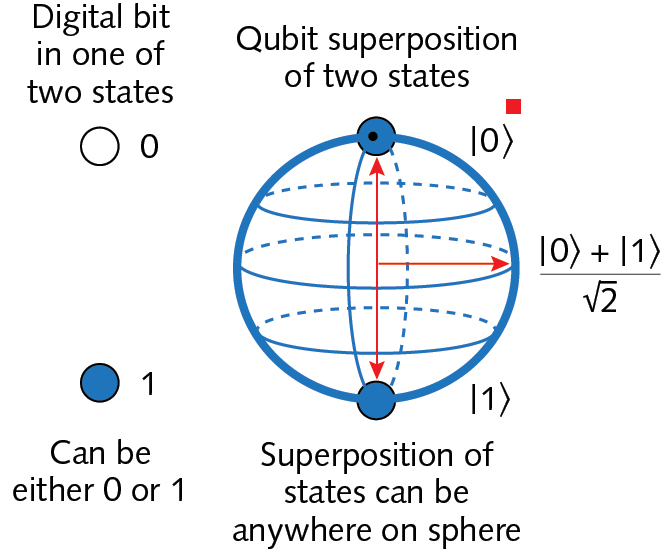 Digital bit
in one of
two states
0
1
Can be
either 0 or 1
Qubit superposition
of two states
|0⟩
|0⟩ + |1⟩
√2
|1⟩
Superposition of
states can be
anywhere on sphere